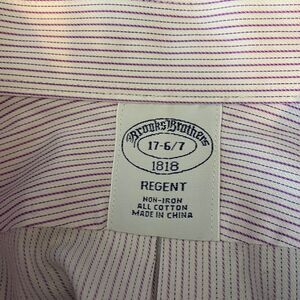 Brooks Brothers
17-6/7
1818
REGENT
NON-IRON
ALL COTTON
MADE IN CHINA